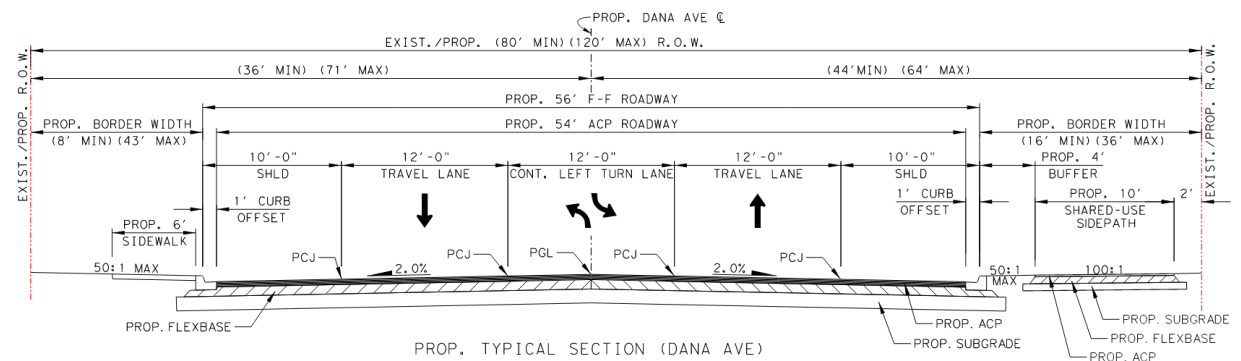 PROP. DANA AVE ℄
EXIST./PROP. (80' MIN)(120' MAX) R.O.W.
(36' MIN) (71' MAX)
(44'MIN) (64' MAX)
PROP. 56' F-F ROADWAY
PROP. BORDER WIDTH
(8' MIN)(43' MAX)
PROP. 54' ACP ROADWAY
PROP. BORDER WIDTH
(16' MIN)(36' MAX)
EXIST./PROP. R.O.W.
EXIST./PROP. R.O.W.
10'-0"
SHLD
12'-0"
TRAVEL LANE
12'-0"
CONT. LEFT TURN LANE
12'-0"
TRAVEL LANE
10'-0"
SHLD
PROP. 4'
BUFFER
PROP. 10'
SHARED-USE
SIDEPATH
2'
1' CURB
OFFSET
1' CURB
OFFSET
PROP. 6'
SIDEWALK
50:1 MAX
PCJ
2.0%
PCJ
PGL
PCJ
2.0%
PCJ
50:1
MAX
100:1
PROP. FLEXBASE
PROP. ACP
PROP. SUBGRADE
PROP. SUBGRADE
PROP. FLEXBASE
PROP. ACP
PROP. TYPICAL SECTION (DANA AVE)